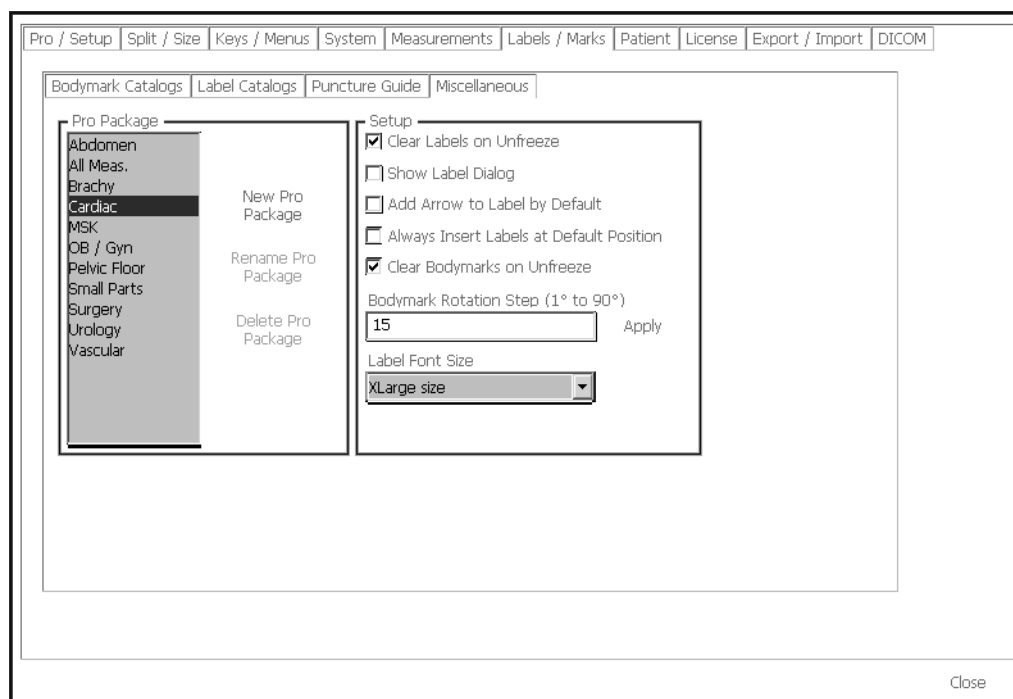 Pro / Setup Split / Size Keys / Menus System Measurements Labels / Marks Patient License Export / Import DICOM
Bodymark Catalogs Label Catalogs Puncture Guide Miscellaneous
Pro Package
Abdomen
All Meas.
Brachy
Cardiac
MSK
OB / Gyn
Pelvic Floor
Small Parts
Surgery
Urology
Vascular
New Pro
Package
Rename Pro
Package
Delete Pro
Package
Setup
Clear Labels on Unfreeze
Show Label Dialog
Add Arrow to Label by Default
Always Insert Labels at Default Position
Clear Bodymarks on Unfreeze
Bodymark Rotation Step (1° to 90°)
15 Apply
Label Font Size
XLarge size
Close